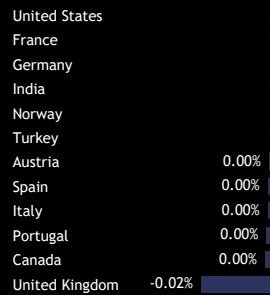 United States
France
Germany
India
Norway
Turkey
Austria 0.00%
Spain 0.00%
Italy 0.00%
Portugal 0.00%
Canada 0.00%
United Kingdom -0.02%